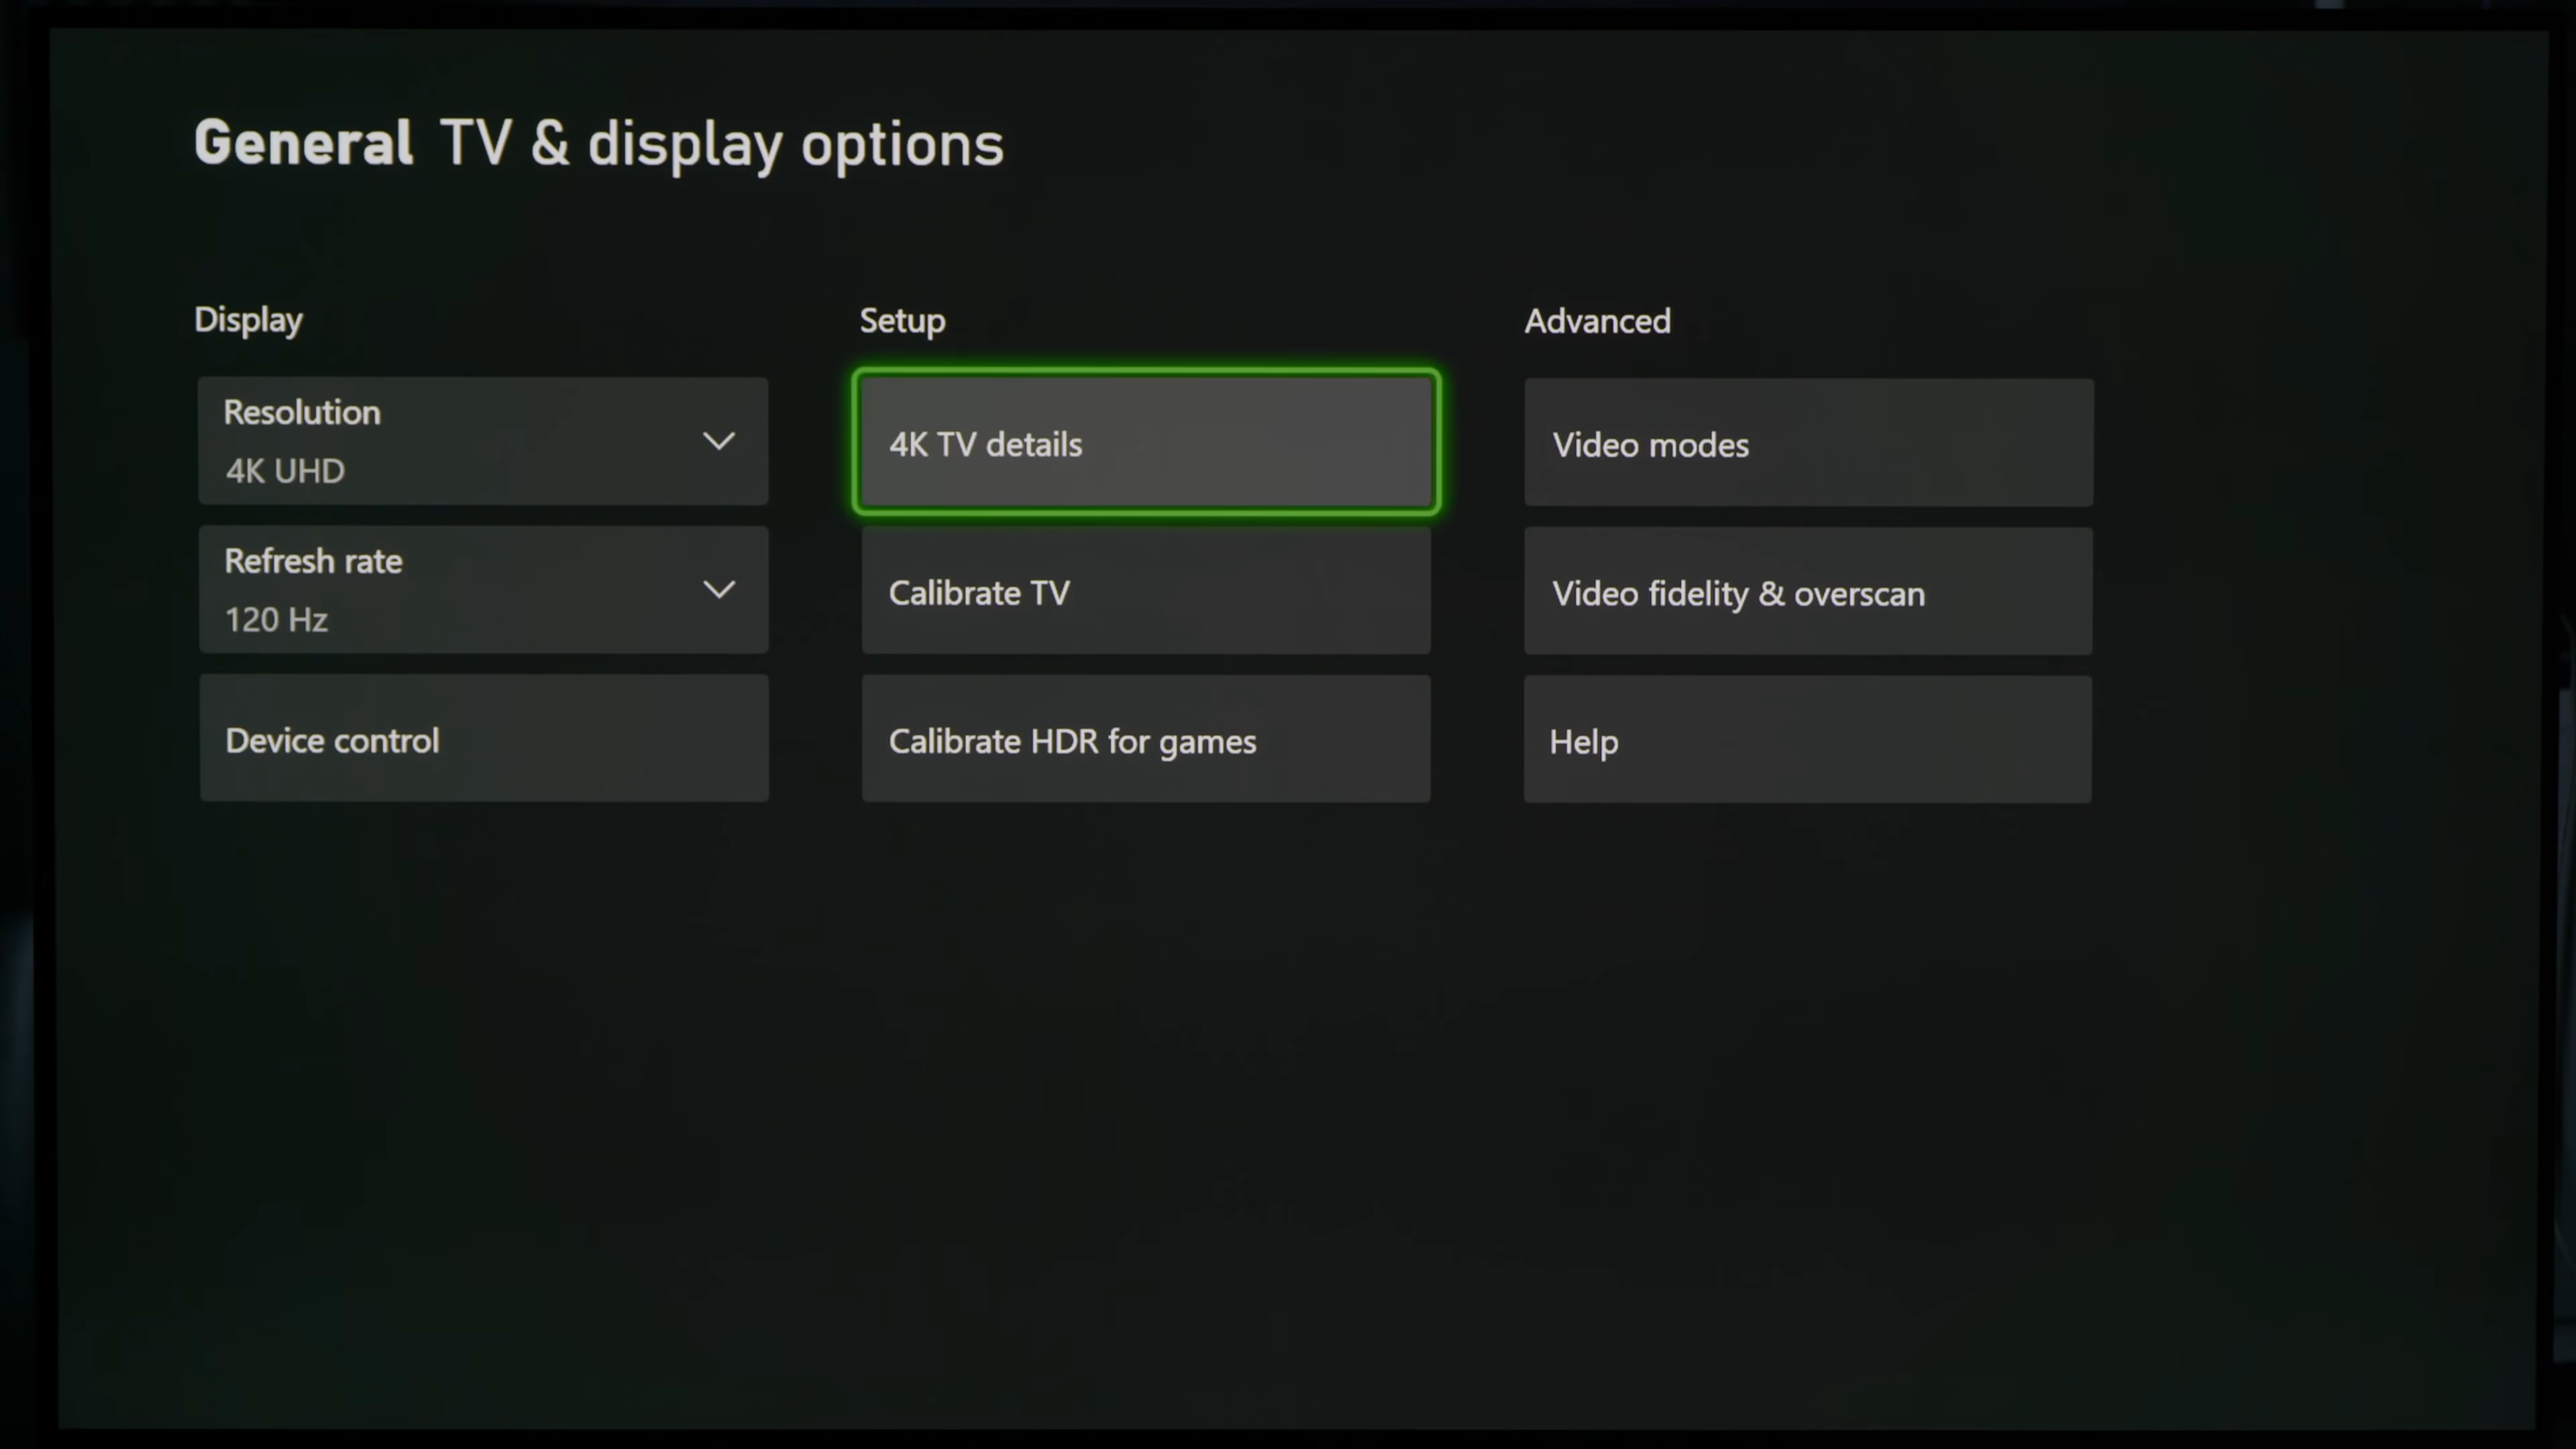 General TV & display options
Display
Resolution
4K UHD
Refresh rate
120 Hz
Device control
Setup
4K TV details
Calibrate TV
Calibrate HDR for games
Advanced
Video modes
Video fidelity & overscan
Help